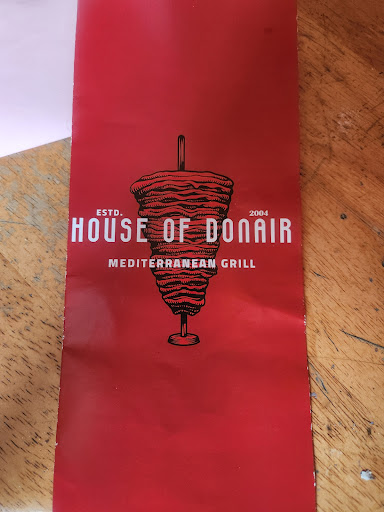 ESTD. 2004
HOUSE OF DONAIR
MEDITERRANEAN GRILL